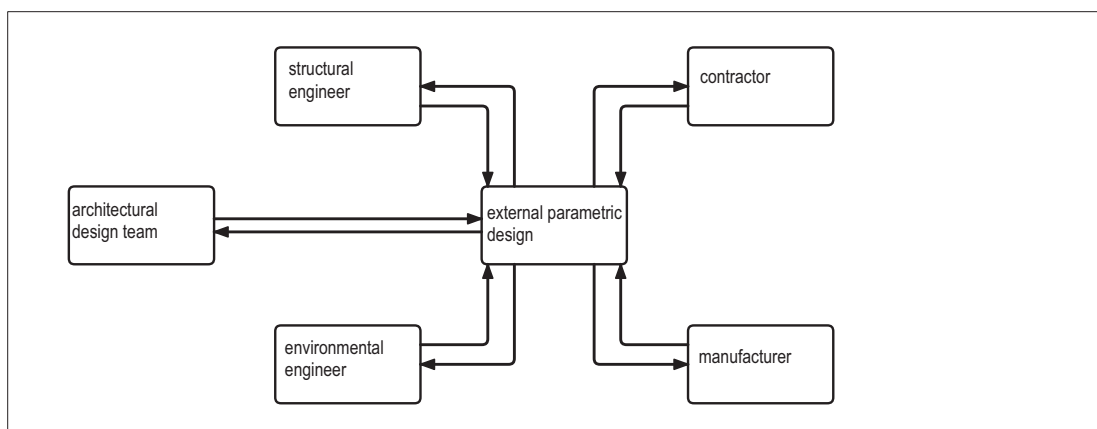 structural
engineer
contractor
architectural
design team
external parametric
design
environmental
engineer
manufacturer